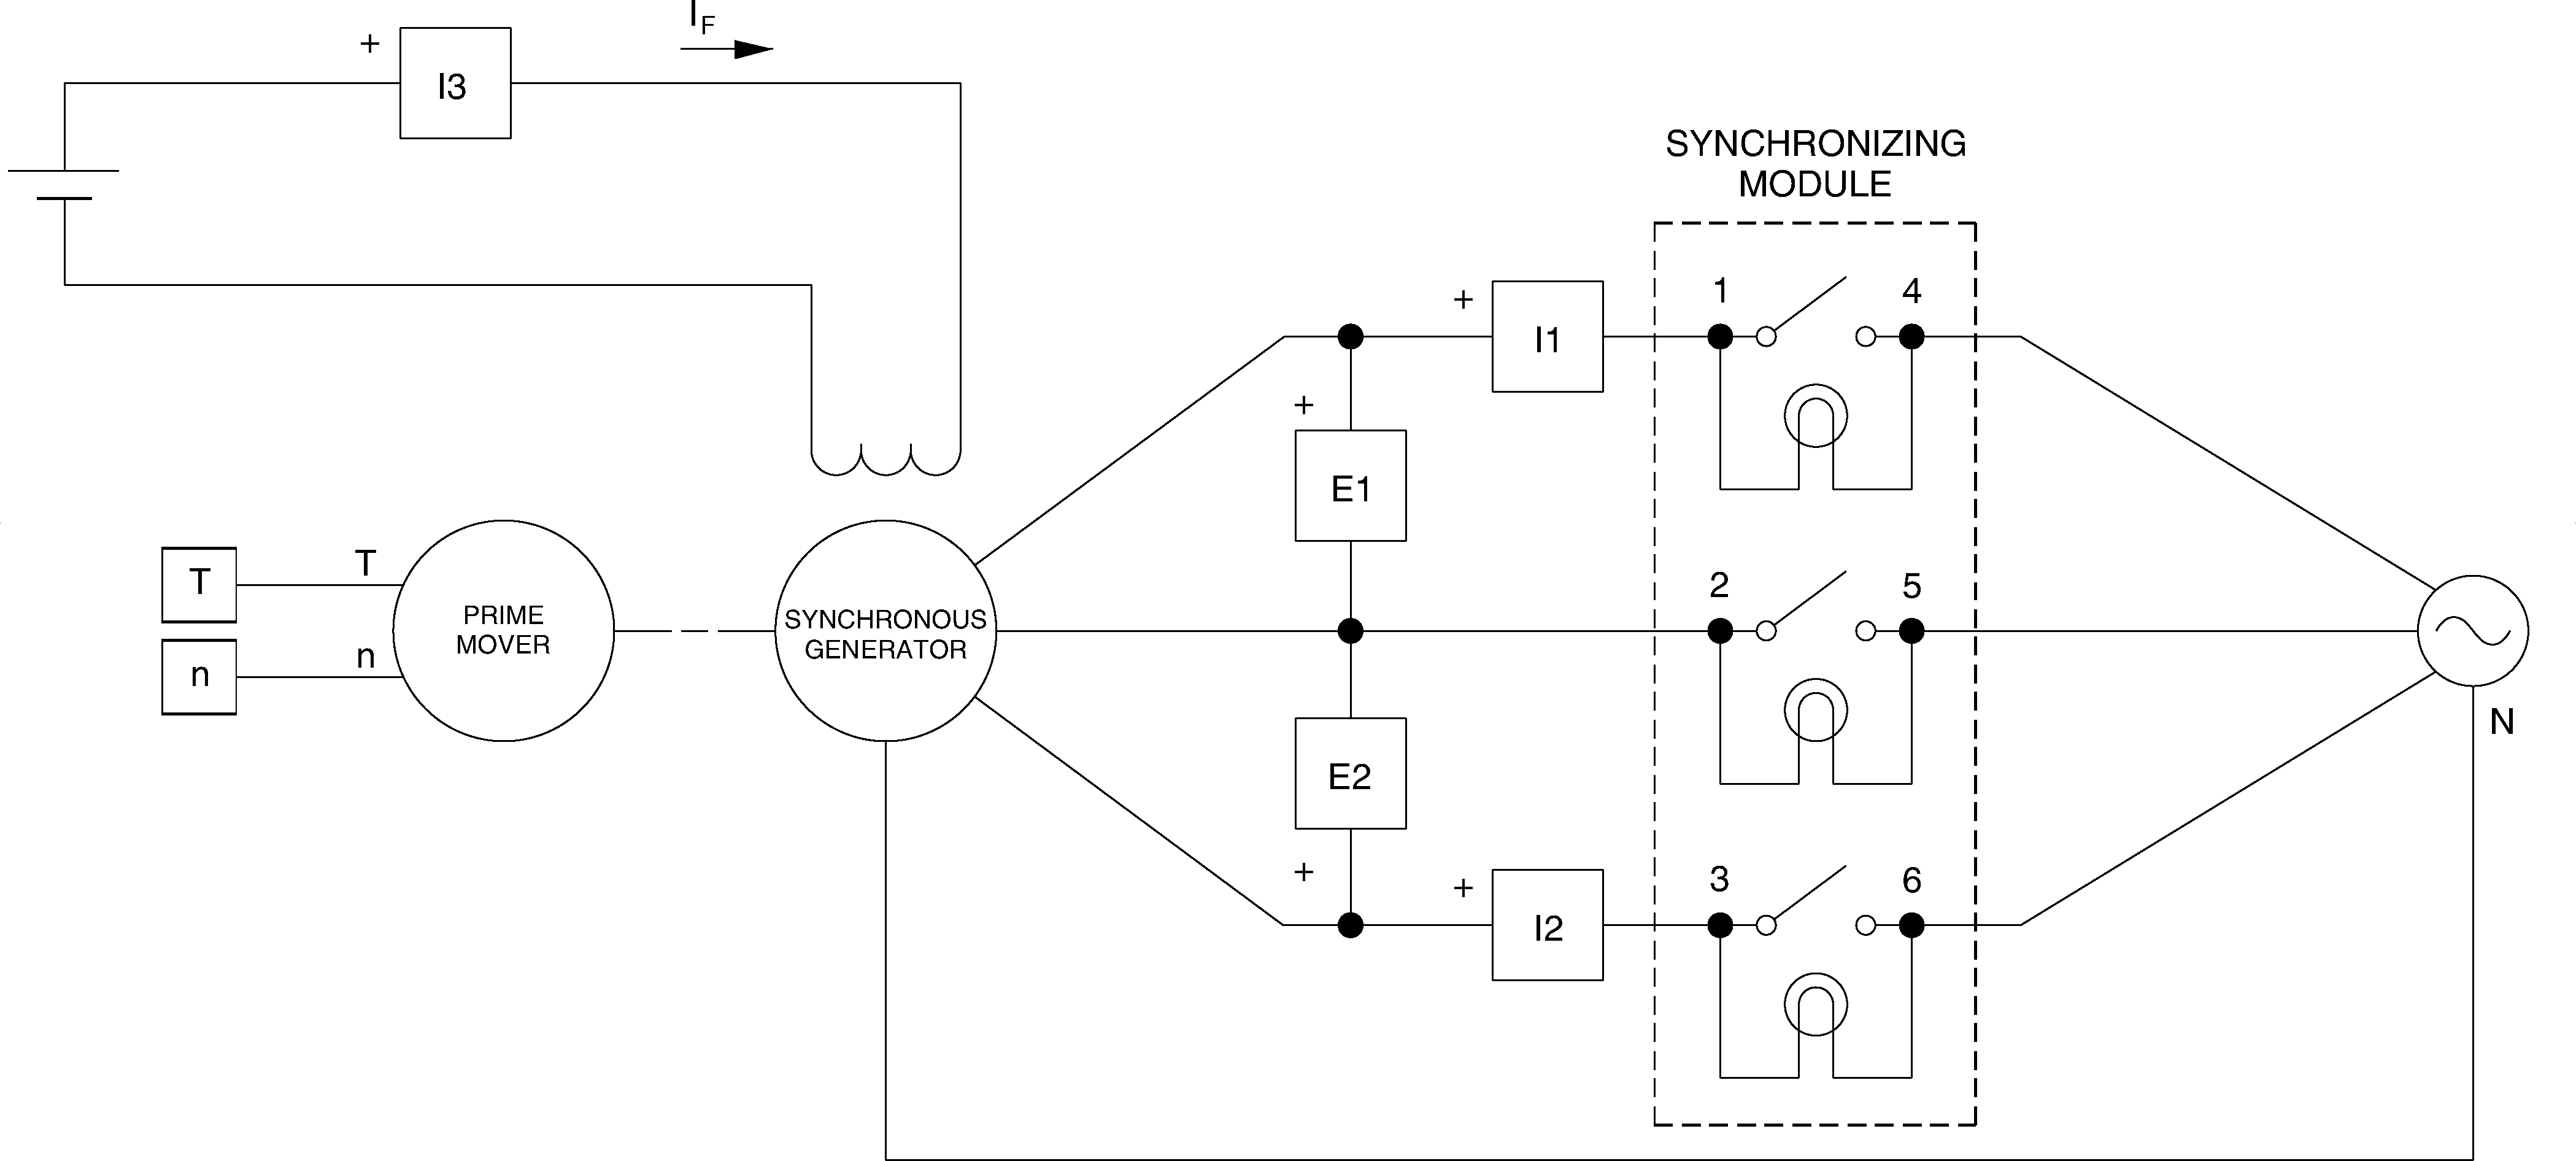 I_F
+
I3
SYNCHRONIZING
MODULE
1
4
+
I1
+
E1
T
T
PRIME
MOVER
n
n
SYNCHRONOUS
GENERATOR
2
5
N
E2
+
+
I2
3
6